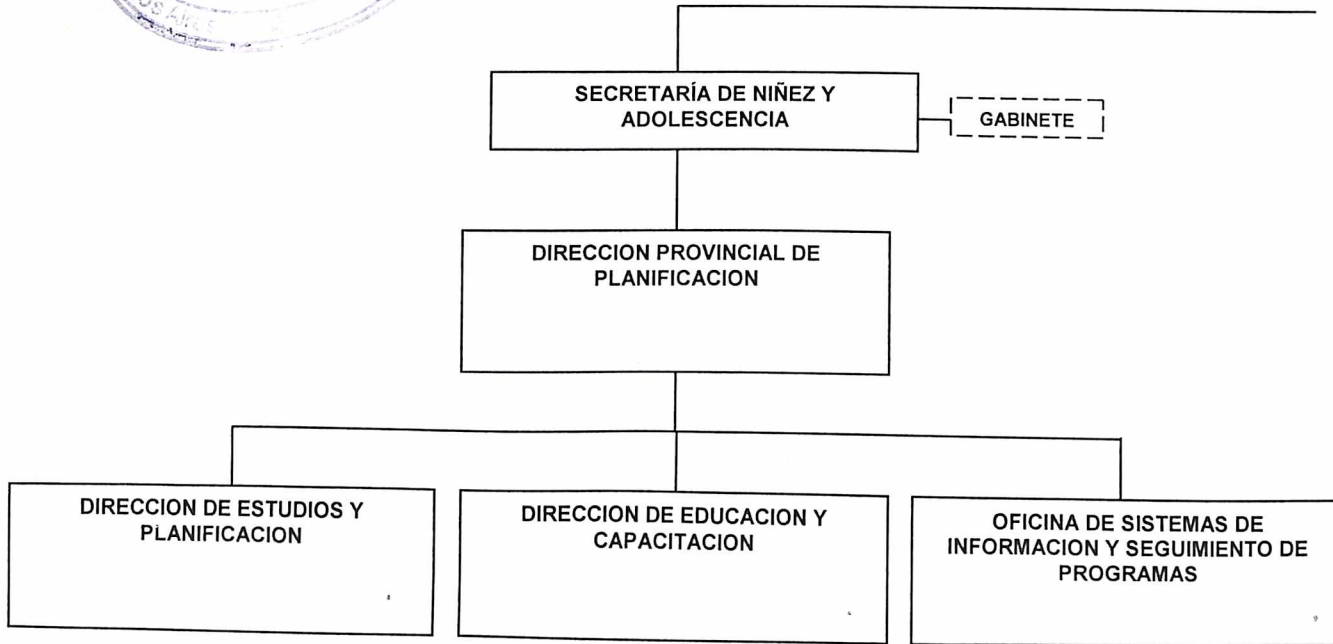 SECRETARÍA DE NIÑEZ Y
ADOLESCENCIA
GABINETE
DIRECCION PROVINCIAL DE
PLANIFICACION
DIRECCION DE ESTUDIOS Y
PLANIFICACION
DIRECCION DE EDUCACION Y
CAPACITACION
OFICINA DE SISTEMAS DE
INFORMACION Y SEGUIMIENTO DE
PROGRAMAS